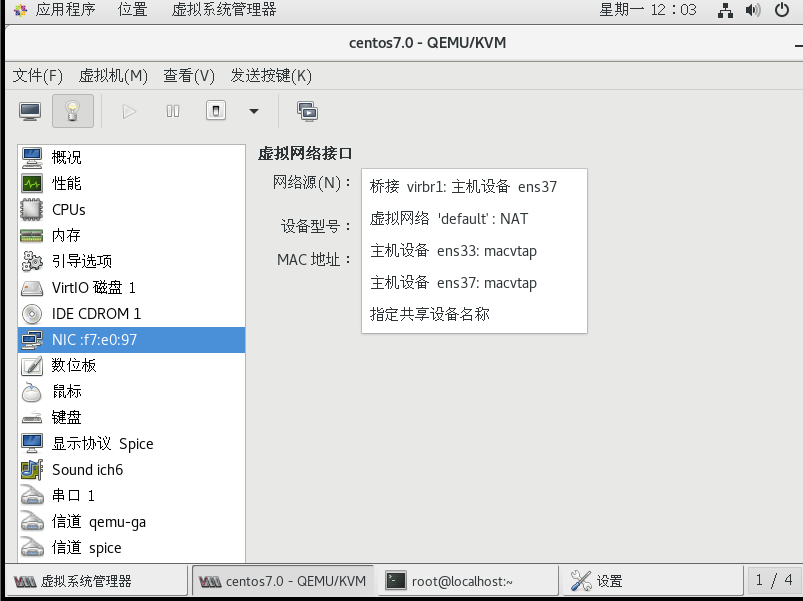 应用程序 位置 虚拟系统管理器 星期一 12：03
centos7.0 - QEMU/KVM
文件(F) 虚拟机(M) 查看(V) 发送按键(K)
概况
性能
CPUs
内存
引导选项
VirtIO 磁盘 1
IDE CDROM 1
NIC :f7:e0:97
数位板
鼠标
键盘
显示协议 Spice
Sound ich6
串口 1
信道 qemu-ga
信道 spice
虚拟网络接口
网络源(N)：
设备型号：
MAC 地址：
桥接 virbr1: 主机设备 ens37
虚拟网络 'default' : NAT
主机设备 ens33: macvtap
主机设备 ens37: macvtap
指定共享设备名称
虚拟系统管理器 centos7.0 - QEMU/KVM root@localhost:~ 设置 1 / 4